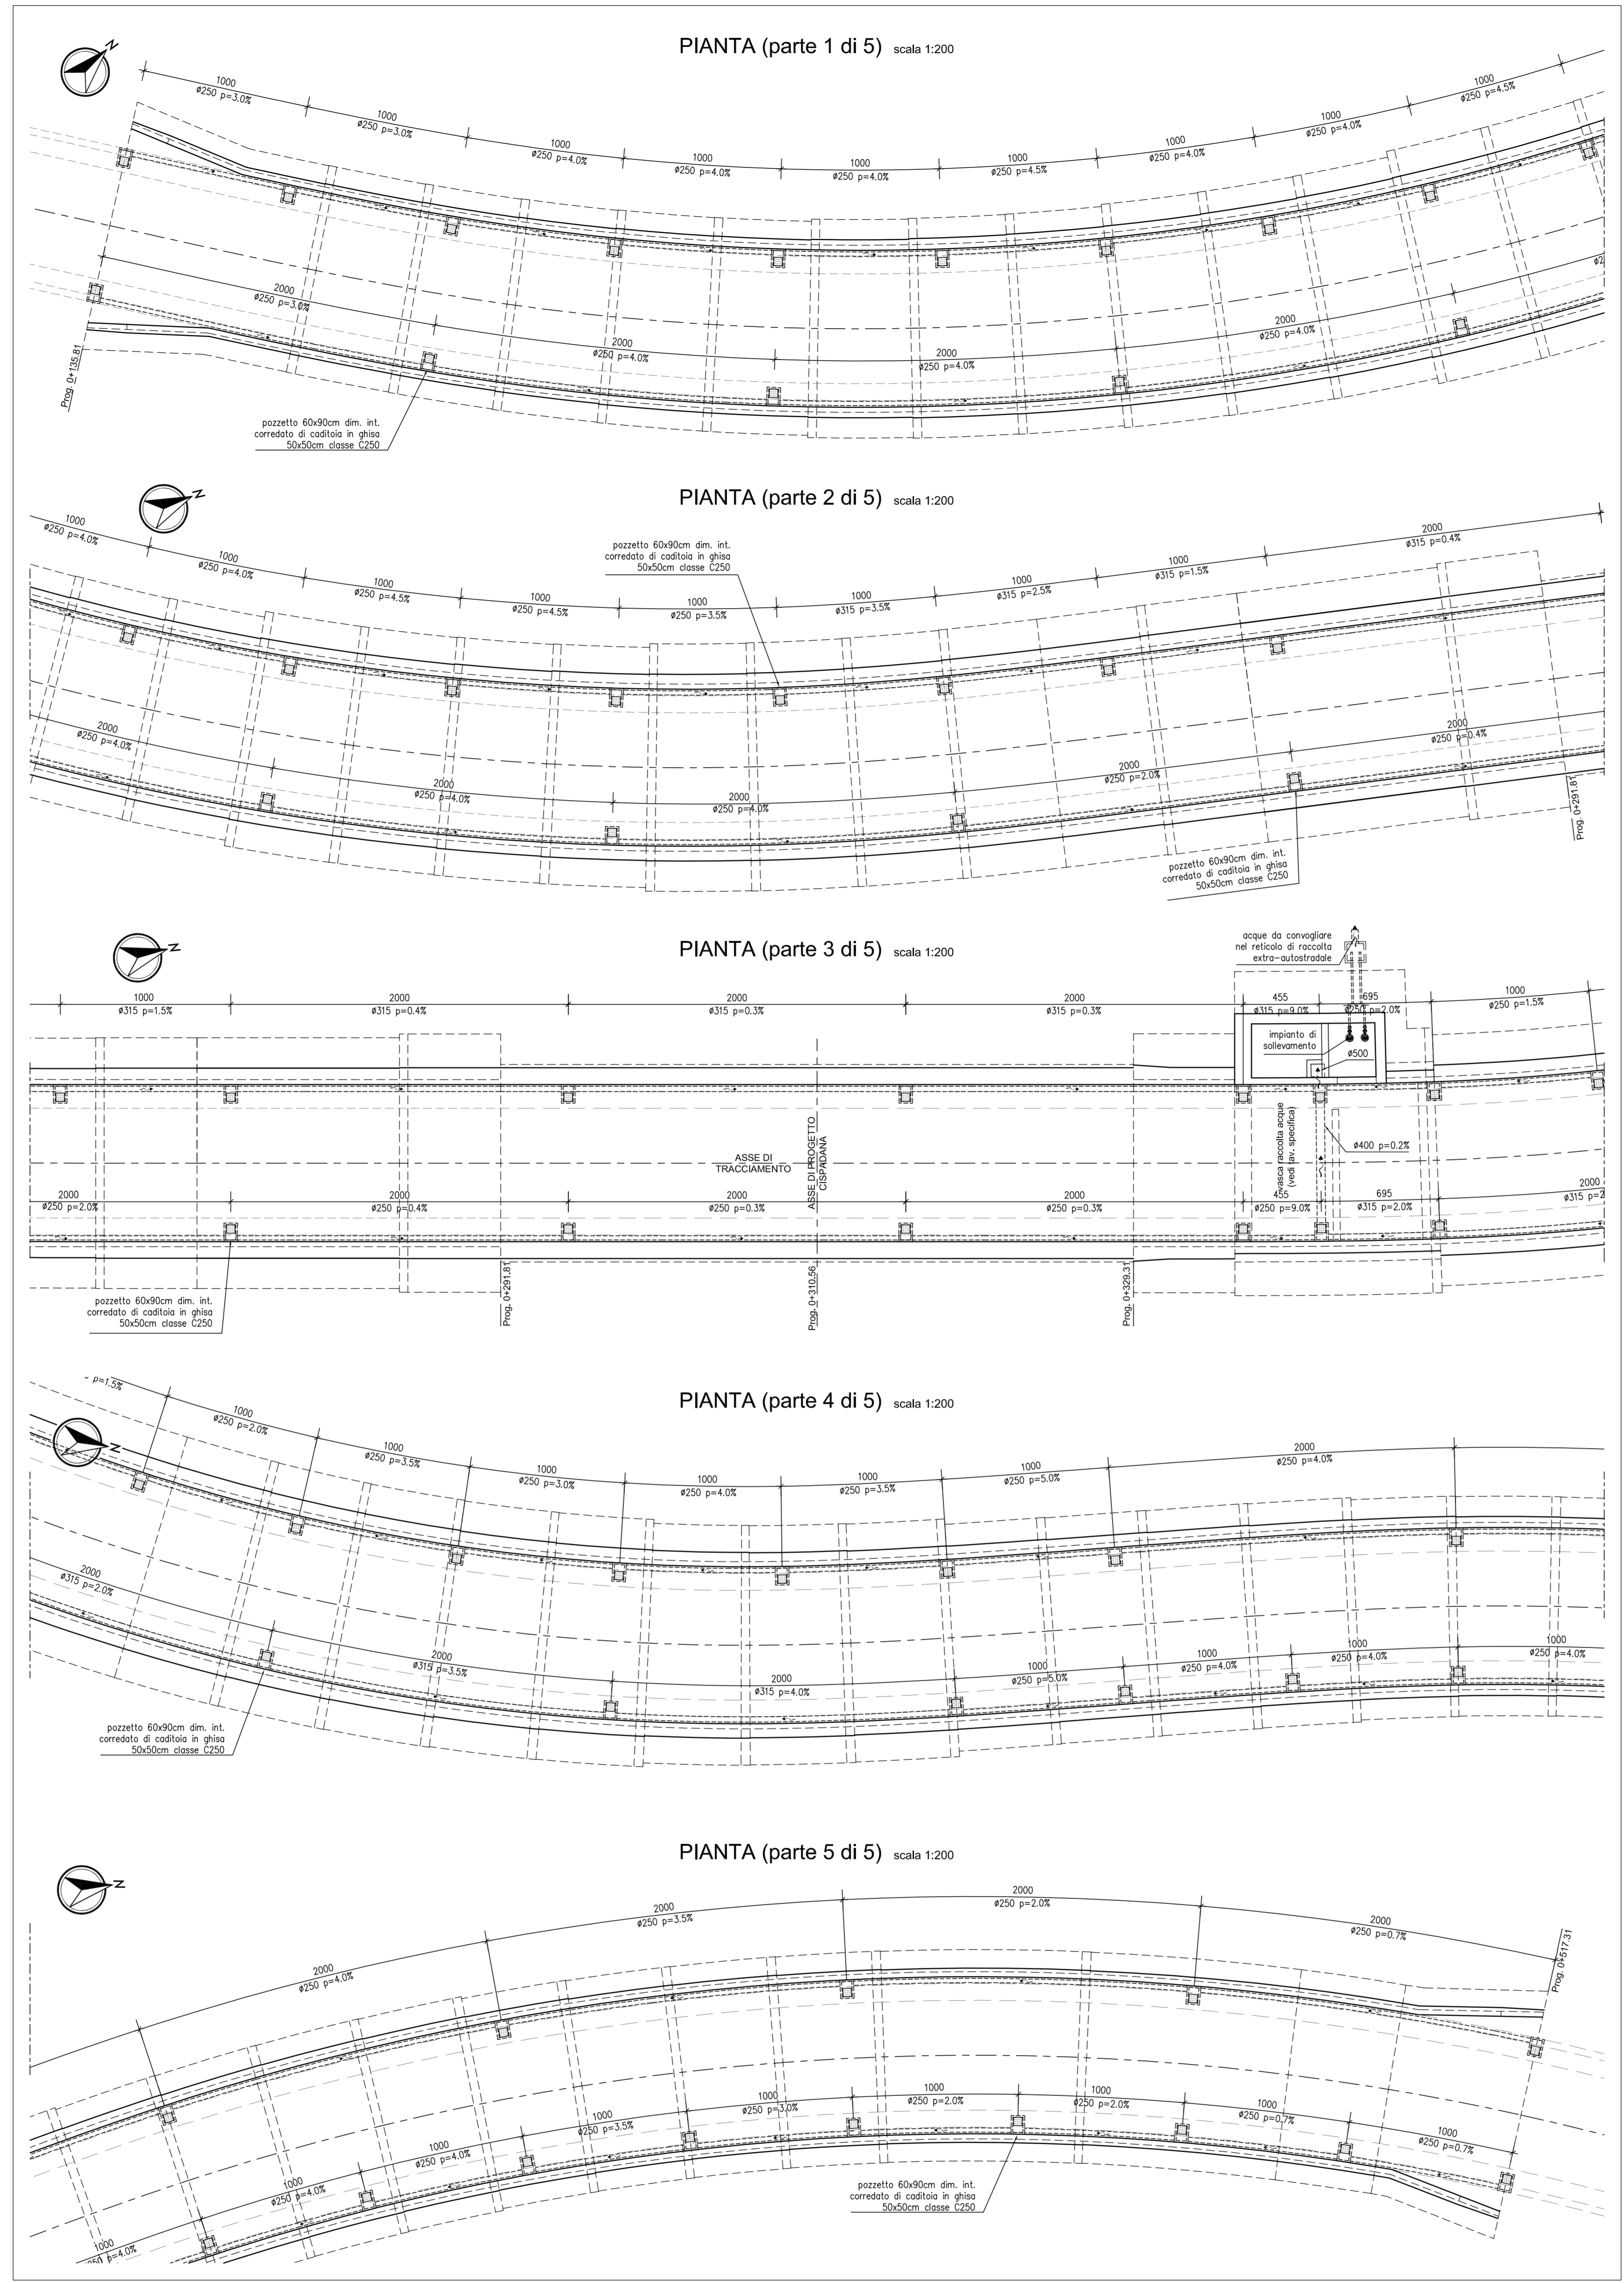 PIANTA (parte 1 di 5) scala 1:200
N
1000
ø250 p=3.0%
1000
ø250 p=3.0%
1000
ø250 p=4.0%
1000
ø250 p=4.0%
1000
ø250 p=4.0%
1000
ø250 p=4.5%
1000
ø250 p=4.0%
1000
ø250 p=4.0%
1000
ø250 p=4.5%
2000
ø250 p=3.0%
2000
ø250 p=4.0%
2000
ø250 p=4.0%
2000
ø250 p=4.0%
Prog. 0+135.81
pozzetto 60x90cm dim. int.
corredato di caditoia in ghisa
50x50cm classe C250
PIANTA (parte 2 di 5) scala 1:200
N
1000
ø250 p=4.0%
1000
ø250 p=4.0%
1000
ø250 p=4.5%
1000
ø250 p=4.5%
1000
ø250 p=3.5%
1000
ø315 p=3.5%
1000
ø315 p=2.5%
1000
ø315 p=1.5%
2000
ø315 p=0.4%
pozzetto 60x90cm dim. int.
corredato di caditoia in ghisa
50x50cm classe C250
2000
ø250 p=4.0%
2000
ø250 p=4.0%
2000
ø250 p=4.0%
2000
ø250 p=2.0%
2000
ø250 p=0.4%
Prog. 0+291.81
pozzetto 60x90cm dim. int.
corredato di caditoia in ghisa
50x50cm classe C250
PIANTA (parte 3 di 5) scala 1:200
N
acque da convogliare
nel reticolo di raccolta
extra-autostradale
1000
ø315 p=1.5%
2000
ø315 p=0.4%
2000
ø315 p=0.3%
2000
ø315 p=0.3%
455
ø315 p=9.0%
695
ø250 p=2.0%
1000
ø250 p=1.5%
impianto di
sollevamento
ø500
vasca raccolta acque
(vedi tav. specifica)
ø400 p=0.2%
ASSE DI
TRACCIAMENTO
ASSE DI PROGETTO
CISPADANA
2000
ø250 p=2.0%
2000
ø250 p=0.4%
2000
ø250 p=0.3%
2000
ø250 p=0.3%
455
ø250 p=9.0%
695
ø315 p=2.0%
2000
ø315 p=2
Prog. 0+291.81
Prog. 0+310.56
Prog. 0+329.31
pozzetto 60x90cm dim. int.
corredato di caditoia in ghisa
50x50cm classe C250
PIANTA (parte 4 di 5) scala 1:200
N
p=1.5%
1000
ø250 p=2.0%
1000
ø250 p=3.5%
1000
ø250 p=3.0%
1000
ø250 p=4.0%
1000
ø250 p=3.5%
1000
ø250 p=5.0%
2000
ø250 p=4.0%
2000
ø315 p=2.0%
2000
ø315 p=3.5%
2000
ø315 p=4.0%
1000
ø250 p=5.0%
1000
ø250 p=4.0%
1000
ø250 p=4.0%
1000
ø250 p=4.0%
pozzetto 60x90cm dim. int.
corredato di caditoia in ghisa
50x50cm classe C250
PIANTA (parte 5 di 5) scala 1:200
N
2000
ø250 p=4.0%
2000
ø250 p=3.5%
2000
ø250 p=2.0%
2000
ø250 p=0.7%
Prog. 0+517.31
1000
ø250 p=4.0%
1000
ø250 p=4.0%
1000
ø250 p=4.0%
1000
ø250 p=3.5%
1000
ø250 p=3.0%
1000
ø250 p=2.0%
1000
ø250 p=2.0%
1000
ø250 p=0.7%
1000
ø250 p=0.7%
pozzetto 60x90cm dim. int.
corredato di caditoia in ghisa
50x50cm classe C250